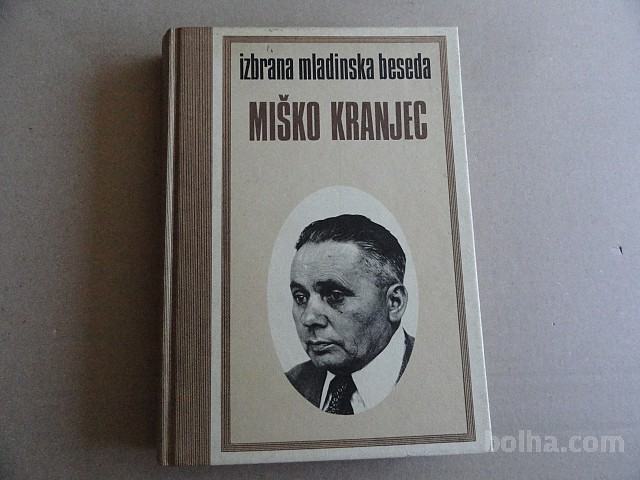 izbrana mladinska beseda
MIŠKO KRANJEC
bolha.com